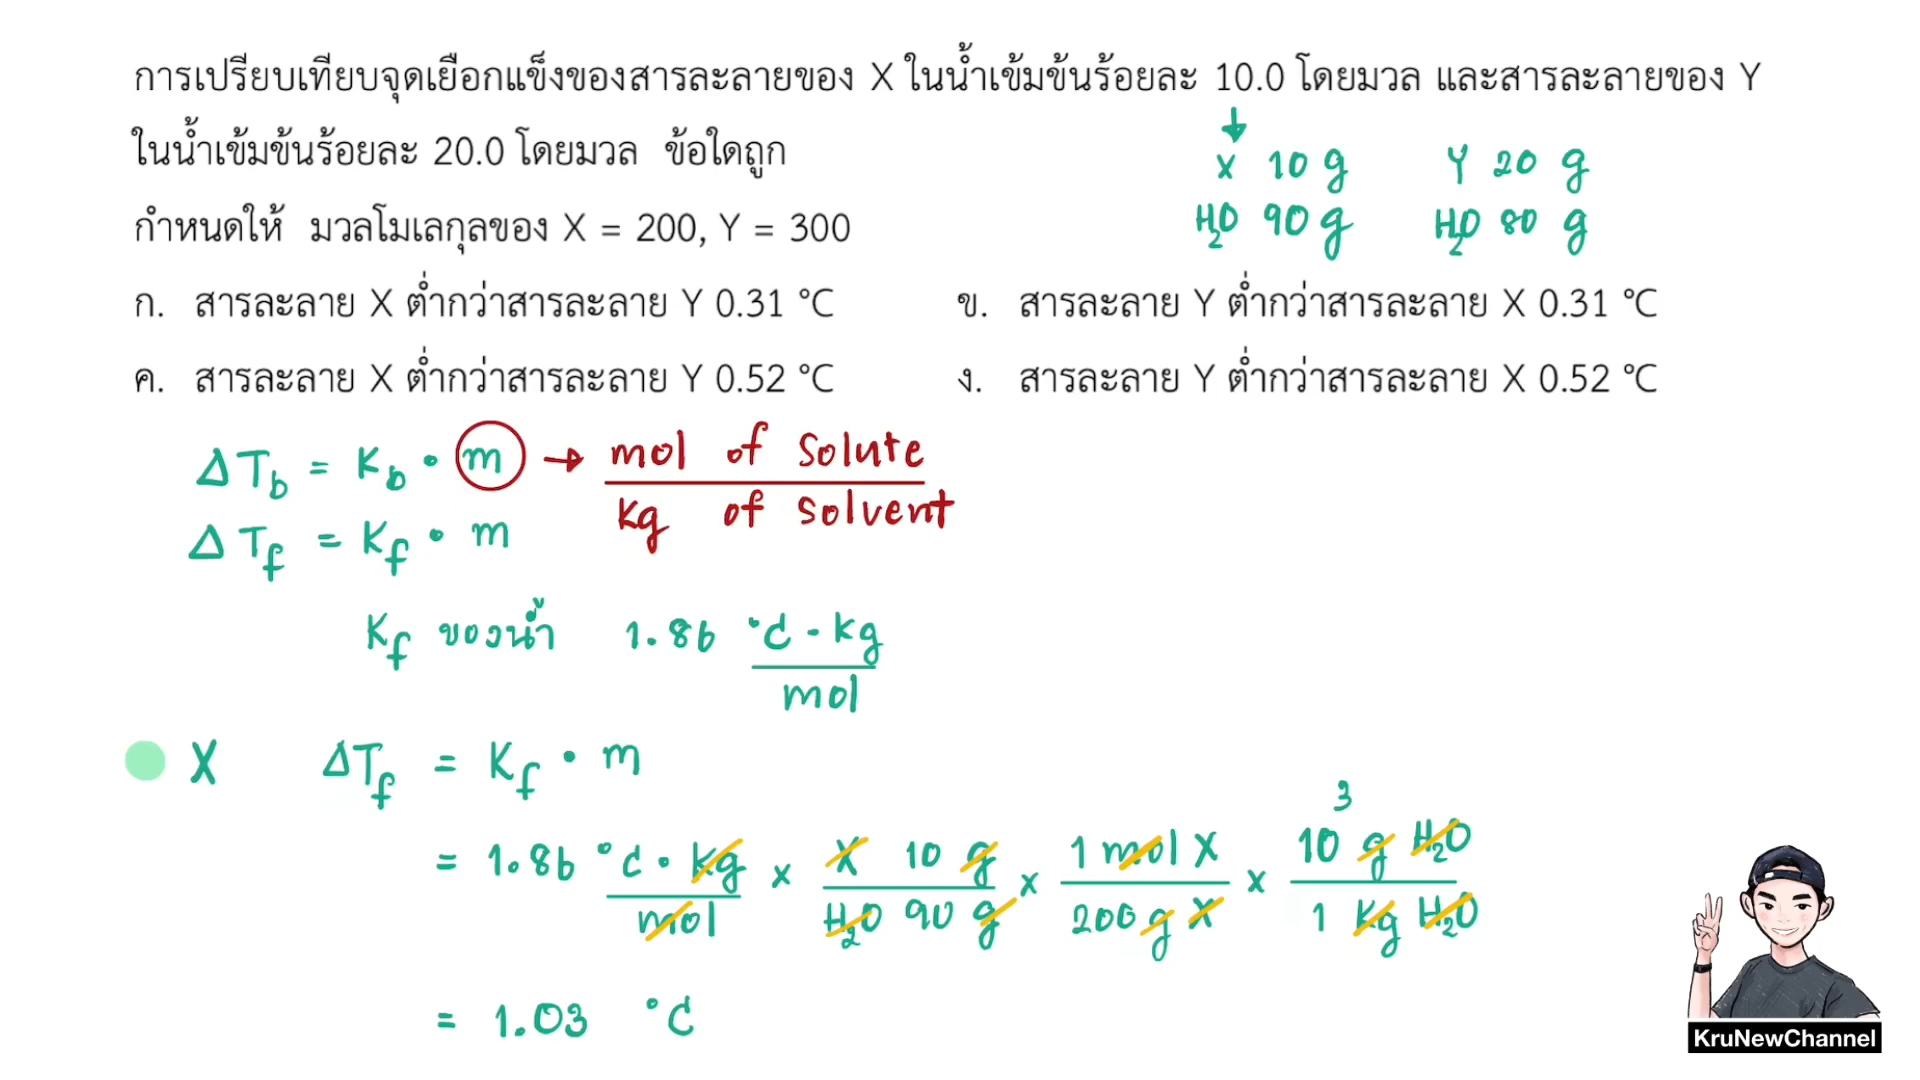 การเปรียบเทียบจุดเยือกแข็งของสารละลายของ X ในน้ำเข้มข้นร้อยละ 10.0 โดยมวล และสารละลายของ Y
ในน้ำเข้มข้นร้อยละ 20.0 โดยมวล ข้อใดถูก
X 10 g Y 20 g
กำหนดให้ มวลโมเลกุลของ X = 200, Y = 300
H₂O 90 g H₂O 80 g
ก. สารละลาย X ต่ำกว่าสารละลาย Y 0.31 °C ข. สารละลาย Y ต่ำกว่าสารละลาย X 0.31 °C
ค. สารละลาย X ต่ำกว่าสารละลาย Y 0.52 °C ง. สารละลาย Y ต่ำกว่าสารละลาย X 0.52 °C
ΔT_b = K_b • m → mol of solute
kg of solvent
ΔT_f = K_f • m
K_f ของน้ำ 1.86 °C - kg
mol
X ΔT_f = K_f • m
= 1.86 °C • kg × X 10 g × 1 mol X × 10³ g H₂O
mol H₂O 90 g 200 g X 1 kg H₂O
= 1.03 °C
KruNewChannel